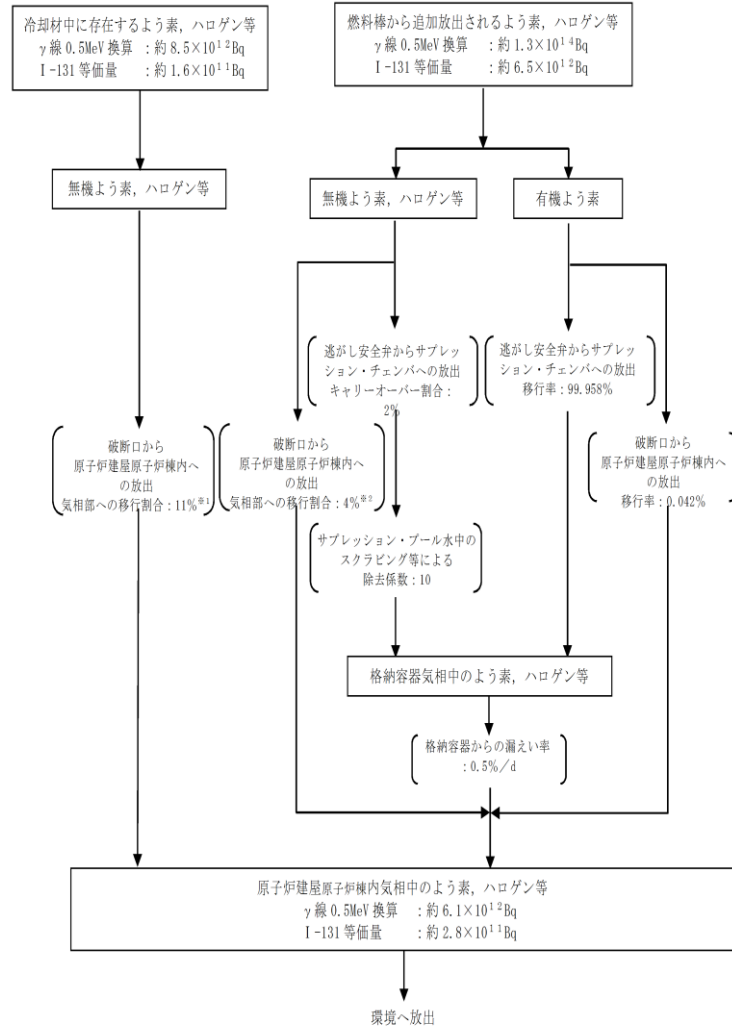 冷却材中に存在するよう素，ハロゲン等
γ線0.5MeV換算　：約8.5×10¹²Bq
I-131等価量　：約1.6×10¹¹Bq
燃料棒から追加放出されるよう素，ハロゲン等
γ線0.5MeV換算　：約1.3×10¹⁴Bq
I-131等価量　：約6.5×10¹²Bq
無機よう素，ハロゲン等
無機よう素，ハロゲン等
有機よう素
逃がし安全弁からサプレッ
ション・チェンバへの放出
キャリーオーバー割合：
2%
逃がし安全弁からサプレッ
ション・チェンバへの放出
移行率：99.958%
破断口から
原子炉建屋原子炉棟内へ
の放出
気相部への移行割合：11%※1
破断口から
原子炉建屋原子炉棟内へ
の放出
気相部への移行割合：4%※2
破断口から
原子炉建屋原子炉棟内へ
の放出
移行率：0.042%
サプレッション・プール水中の
スクラビング等による
除去係数：10
格納容器気相中のよう素，ハロゲン等
格納容器からの漏えい率
：0.5%／d
原子炉建屋原子炉棟内気相中のよう素，ハロゲン等
γ線0.5MeV換算　：約6.1×10¹²Bq
I-131等価量　：約2.8×10¹¹Bq
環境へ放出